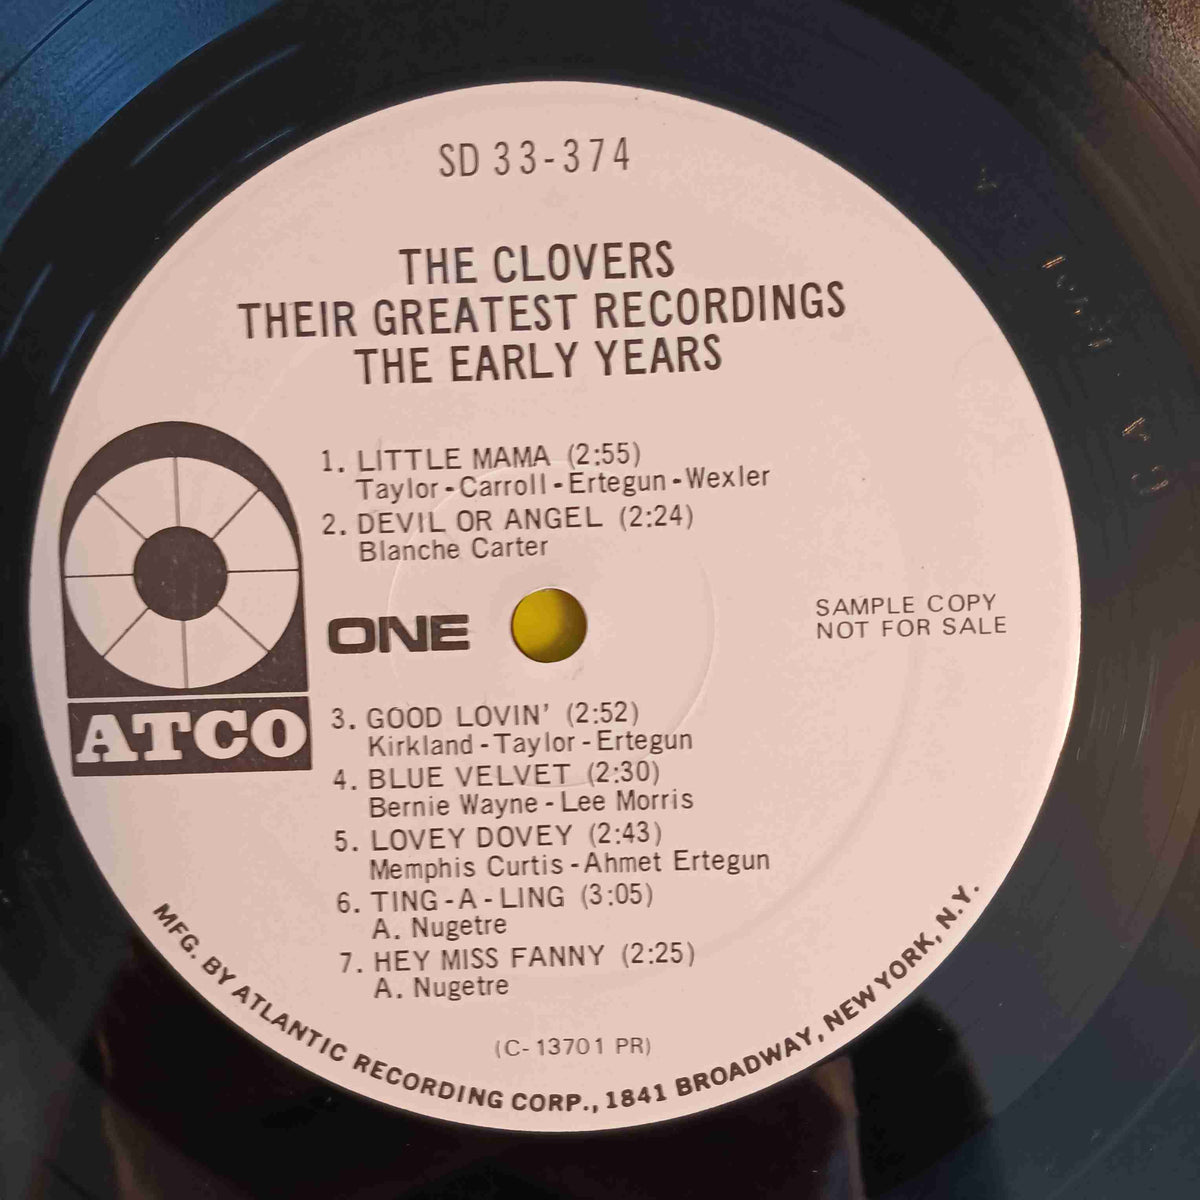 SD 33-374
THE CLOVERS
THEIR GREATEST RECORDINGS
THE EARLY YEARS
1. LITTLE MAMA (2:55)
Taylor - Carroll - Ertegun - Wexler
2. DEVIL OR ANGEL (2:24)
Blanche Carter
ONE
SAMPLE COPY
NOT FOR SALE
ATCO
3. GOOD LOVIN' (2:52)
Kirkland - Taylor - Ertegun
4. BLUE VELVET (2:30)
Bernie Wayne - Lee Morris
5. LOVEY DOVEY (2:43)
Memphis Curtis - Ahmet Ertegun
6. TING - A - LING (3:05)
A. Nugetre
7. HEY MISS FANNY (2:25)
A. Nugetre
(C- 13701 PR)
MFG. BY ATLANTIC RECORDING CORP., 1841 BROADWAY, NEW YORK, N.Y.